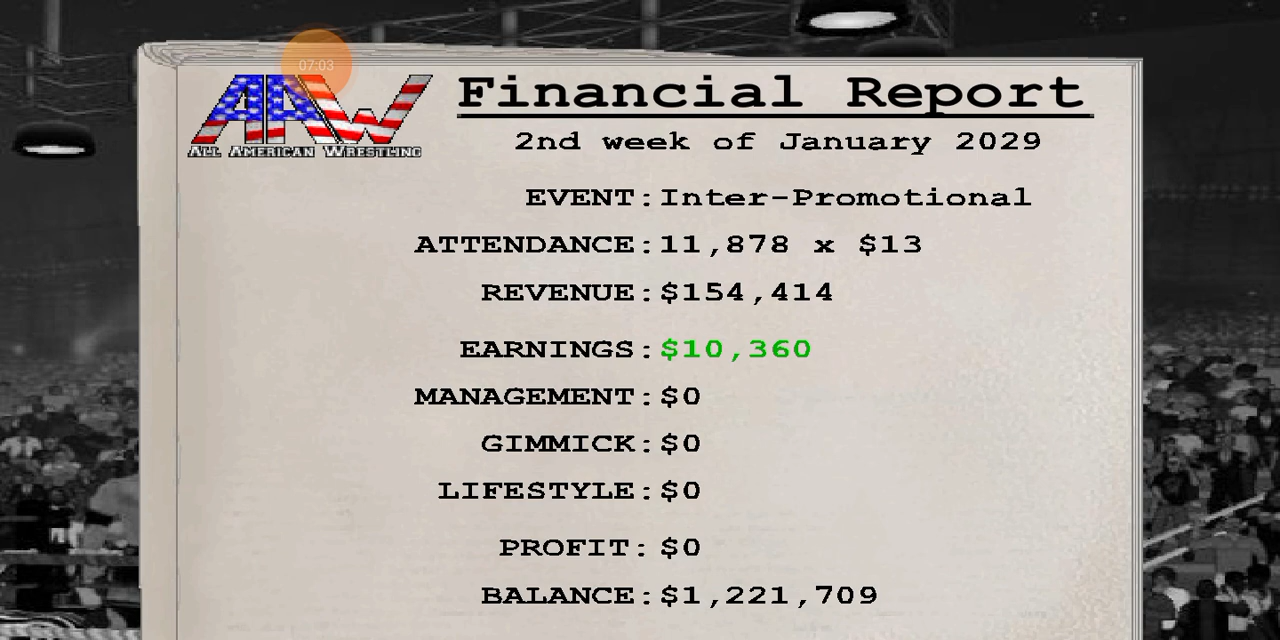 07:03
AAW
ALL AMERICAN WRESTLING
Financial Report
2nd week of January 2029
EVENT: Inter-Promotional
ATTENDANCE: 11,878 x $13
REVENUE: $154,414
EARNINGS: $10,360
MANAGEMENT: $0
GIMMICK: $0
LIFESTYLE: $0
PROFIT: $0
BALANCE: $1,221,709